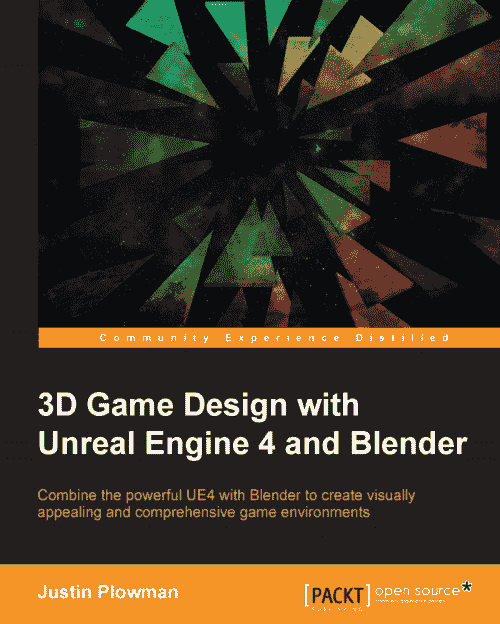 Community Experience Distilled
3D Game Design with
Unreal Engine 4 and Blender
Combine the powerful UE4 with Blender to create visually
appealing and comprehensive game environments
Justin Plowman
[PACKT] open source*